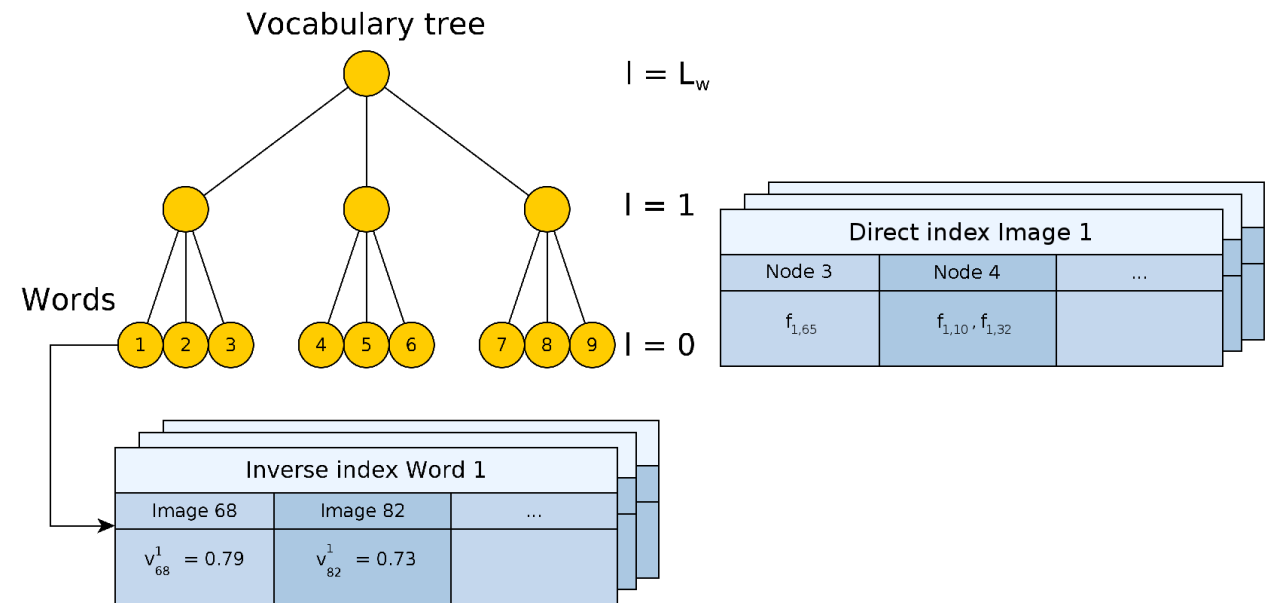 Vocabulary tree
l = L_w
l = 1
Direct index Image 1
Node 3 Node 4 ...
f_1,65 f_1,10 , f_1,32
Words
1 2 3 4 5 6 7 8 9 l = 0
Inverse index Word 1
Image 68 Image 82 ...
v^1_68 = 0.79 v^1_82 = 0.73